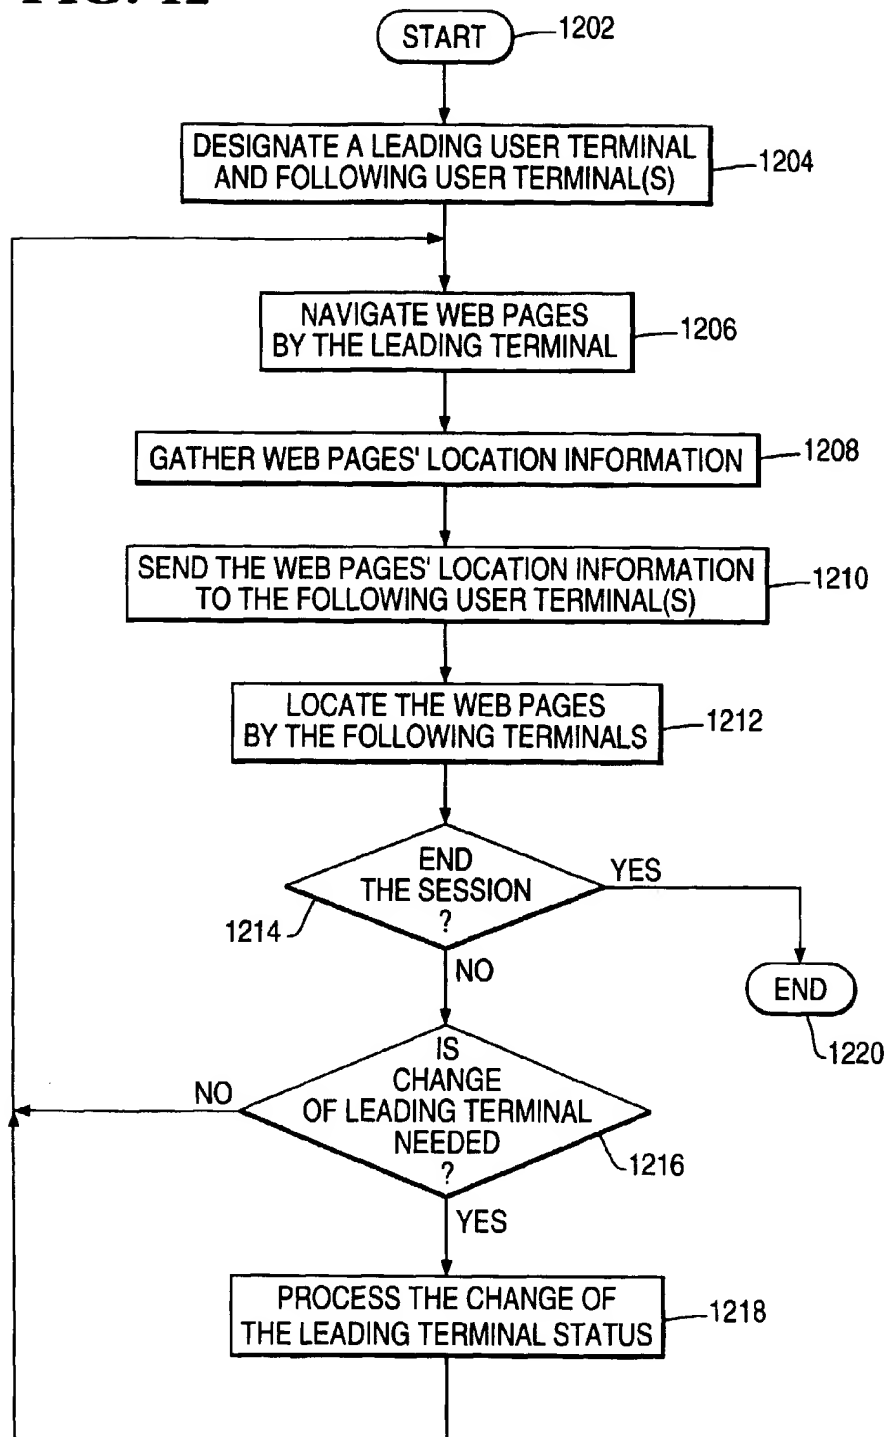 FIG. 12
START
1202
DESIGNATE A LEADING USER TERMINAL
AND FOLLOWING USER TERMINAL(S)
1204
NAVIGATE WEB PAGES
BY THE LEADING TERMINAL
1206
GATHER WEB PAGES' LOCATION INFORMATION
1208
SEND THE WEB PAGES' LOCATION INFORMATION
TO THE FOLLOWING USER TERMINAL(S)
1210
LOCATE THE WEB PAGES
BY THE FOLLOWING TERMINALS
1212
END
THE SESSION
?
YES
1214
NO
END
1220
IS
CHANGE
OF LEADING TERMINAL
NEEDED
?
NO
1216
YES
PROCESS THE CHANGE OF
THE LEADING TERMINAL STATUS
1218